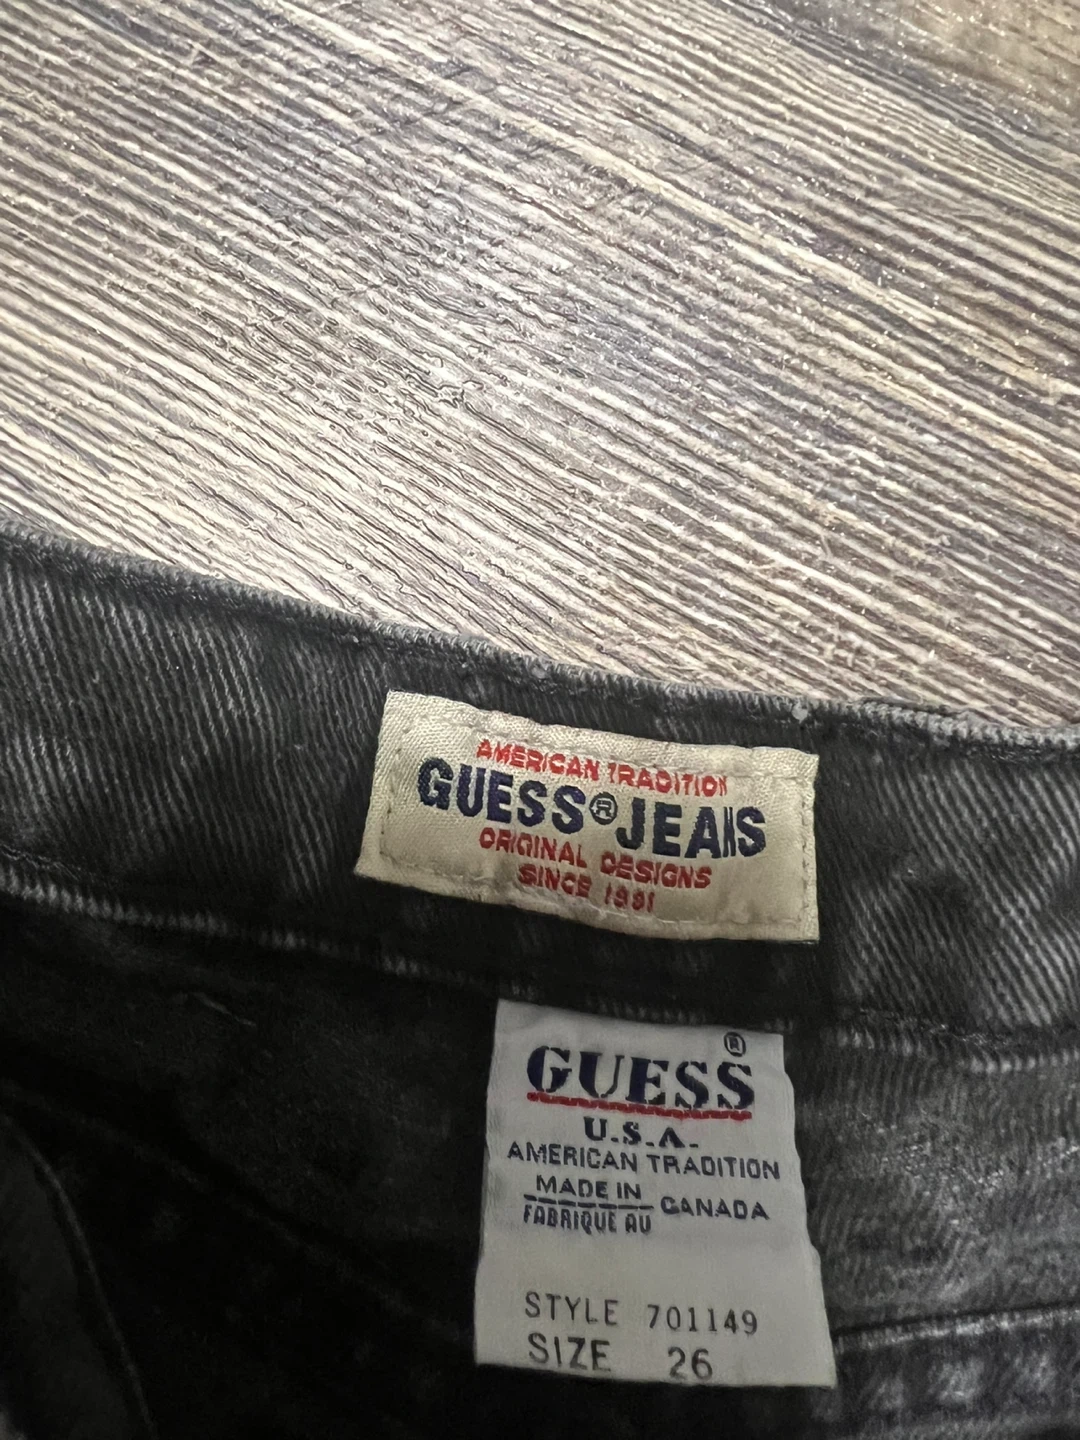 AMERICAN TRADITION
GUESS® JEANS
ORIGINAL DESIGNS
SINCE 1981
GUESS®
U.S.A.
AMERICAN TRADITION
MADE IN CANADA
FABRIQUÉ AU
STYLE 701149
SIZE 26